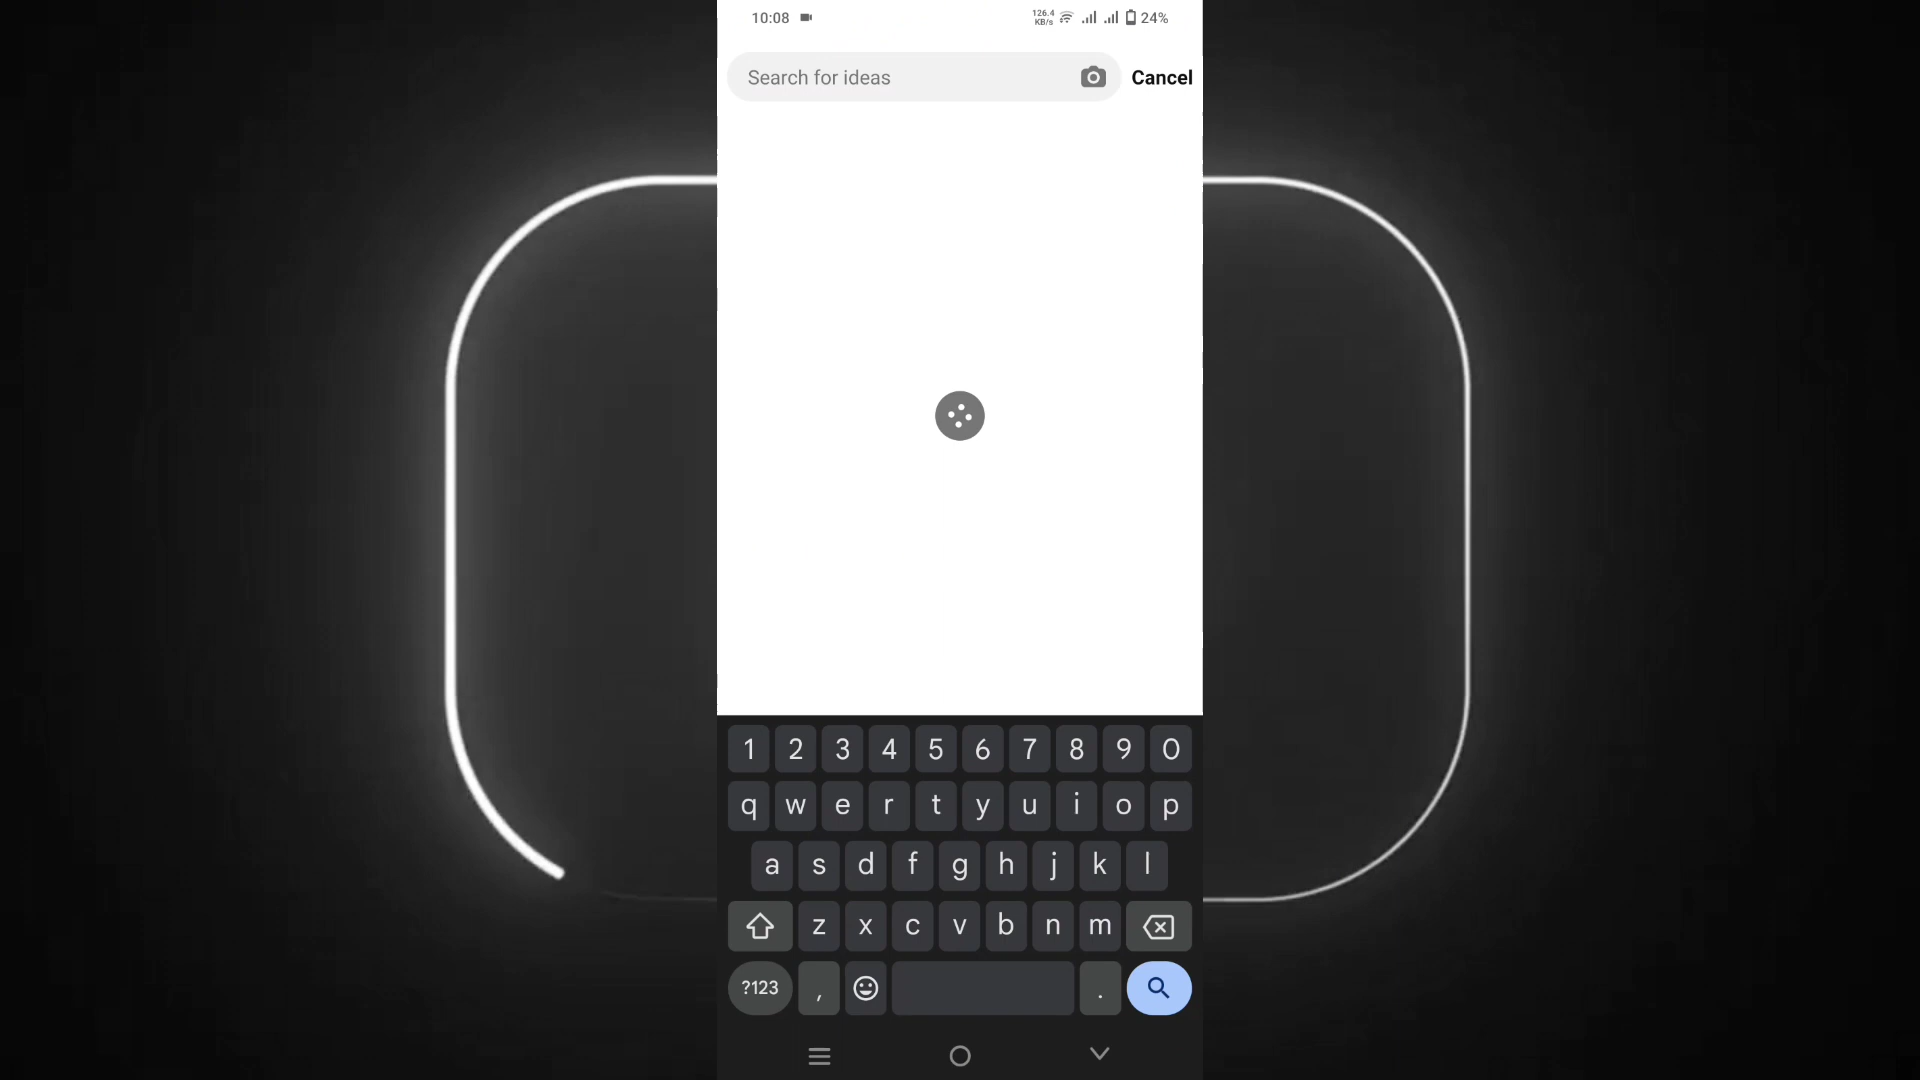 10:08
126.4
KB/s
24%
Search for ideas
Cancel
1 2 3 4 5 6 7 8 9 0
q w e r t y u i o p
a s d f g h j k l
z x c v b n m
?123 , .